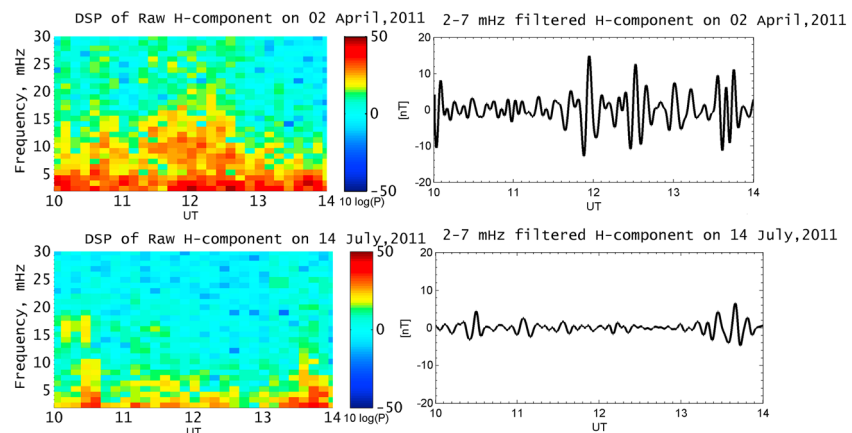 DSP of Raw H-component on 02 April,2011
Frequency, mHz
30
25
20
15
10
5
10 11 12 13 14
UT
50
0
-50
10 log(P)
2-7 mHz filtered H-component on 02 April,2011
[nT]
20
10
0
-10
-20
10 11 12 13 14
UT
DSP of Raw H-component on 14 July,2011
Frequency, mHz
30
25
20
15
10
5
10 11 12 13 14
UT
50
0
-50
10 log(P)
2-7 mHz filtered H-component on 14 July,2011
[nT]
20
10
0
-10
-20
10 11 12 13 14
UT